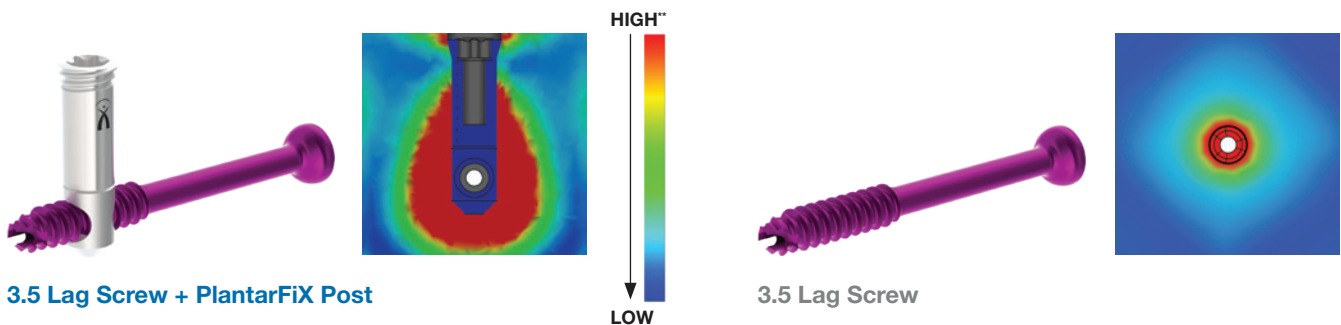 HIGH**
3.5 Lag Screw + PlantarFiX Post
LOW
3.5 Lag Screw